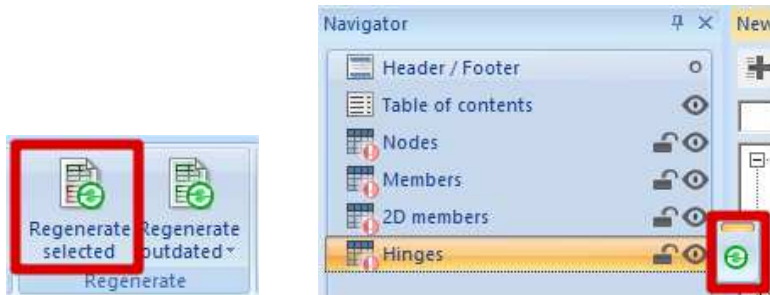 Regenerate
selected
Regenerate
outdated
Regenerate
Navigator
New
Header / Footer
Table of contents
Nodes
Members
2D members
Hinges